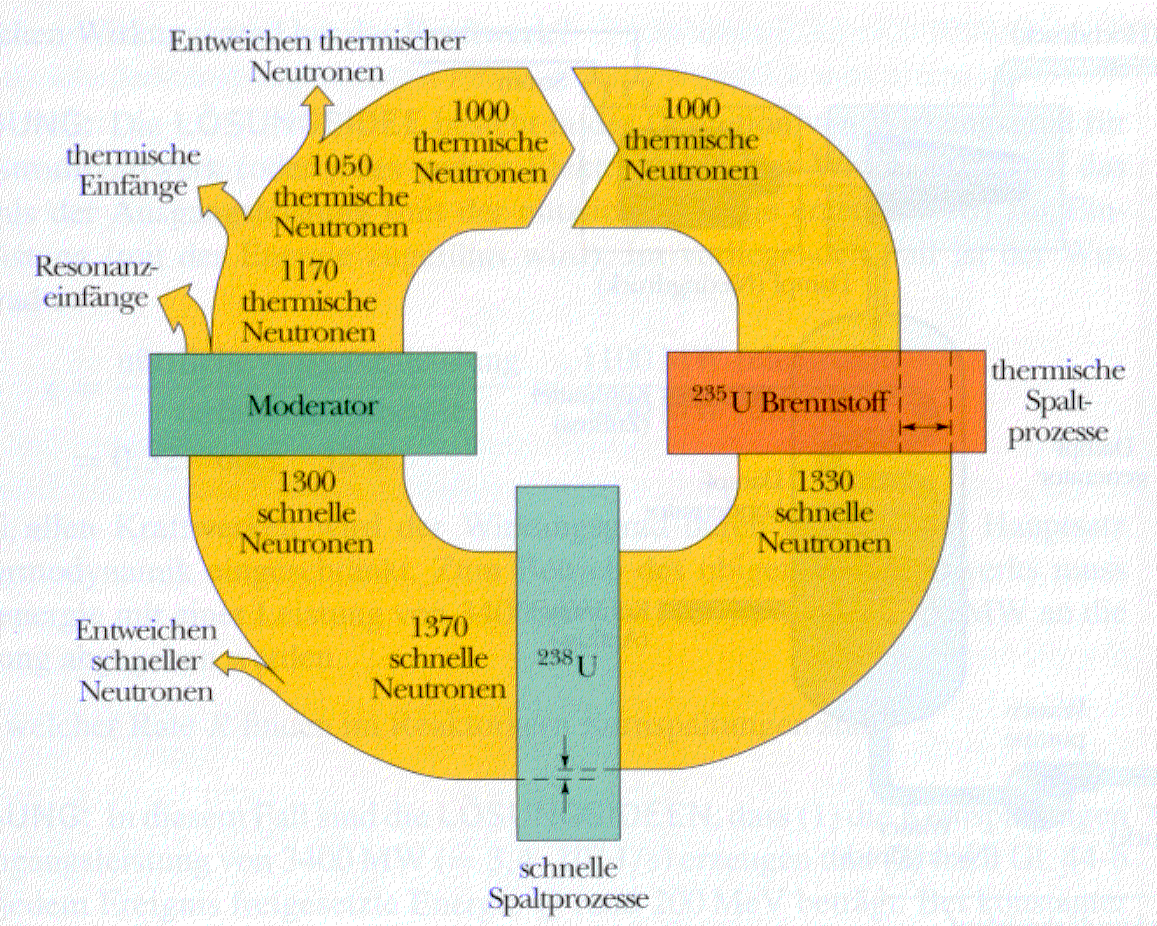 Entweichen thermischer
Neutronen
1000
thermische
Neutronen
1000
thermische
Neutronen
thermische
Einfänge
1050
thermische
Neutronen
Resonanz-
einfänge
1170
thermische
Neutronen
Moderator
²³⁵U Brennstoff
thermische
Spalt-
prozesse
1300
schnelle
Neutronen
1330
schnelle
Neutronen
Entweichen
schneller
Neutronen
1370
schnelle
Neutronen
²³⁸U
schnelle
Spaltprozesse